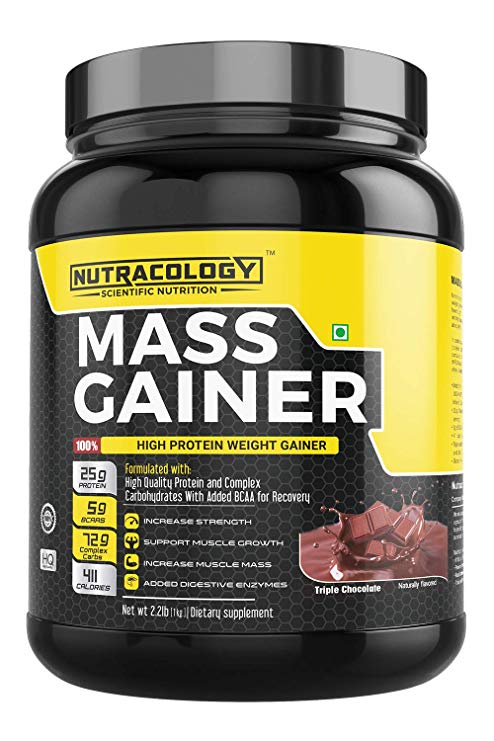 NUTRACOLOGY™
SCIENTIFIC NUTRITION
MASS
GAINER
100% HIGH PROTEIN WEIGHT GAINER
25g
PROTEIN
5g
BCAAS
72g
Complex
Carbs
411
CALORIES
HQ
Formulated with:
High Quality Protein and Complex
Carbohydrates With Added BCAA for Recovery
INCREASE STRENGTH
SUPPORT MUSCLE GROWTH
INCREASE MUSCLE MASS
ADDED DIGESTIVE ENZYMES
Triple Chocolate
Naturally flavored
Net wt 2.2lb (1kg) | Dietary supplement